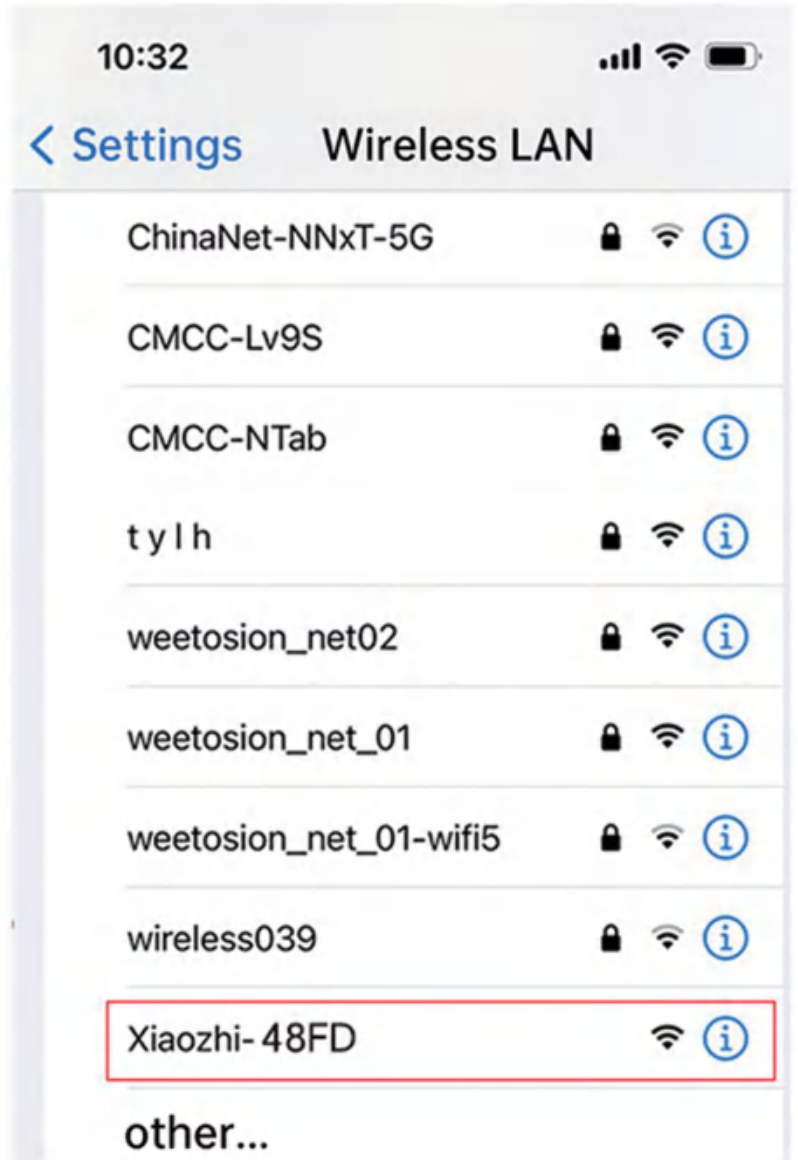 10:32
Settings Wireless LAN
ChinaNet-NNxT-5G
CMCC-Lv9S
CMCC-NTab
t y l h
weetosion_net02
weetosion_net_01
weetosion_net_01-wifi5
wireless039
Xiaozhi- 48FD
other...